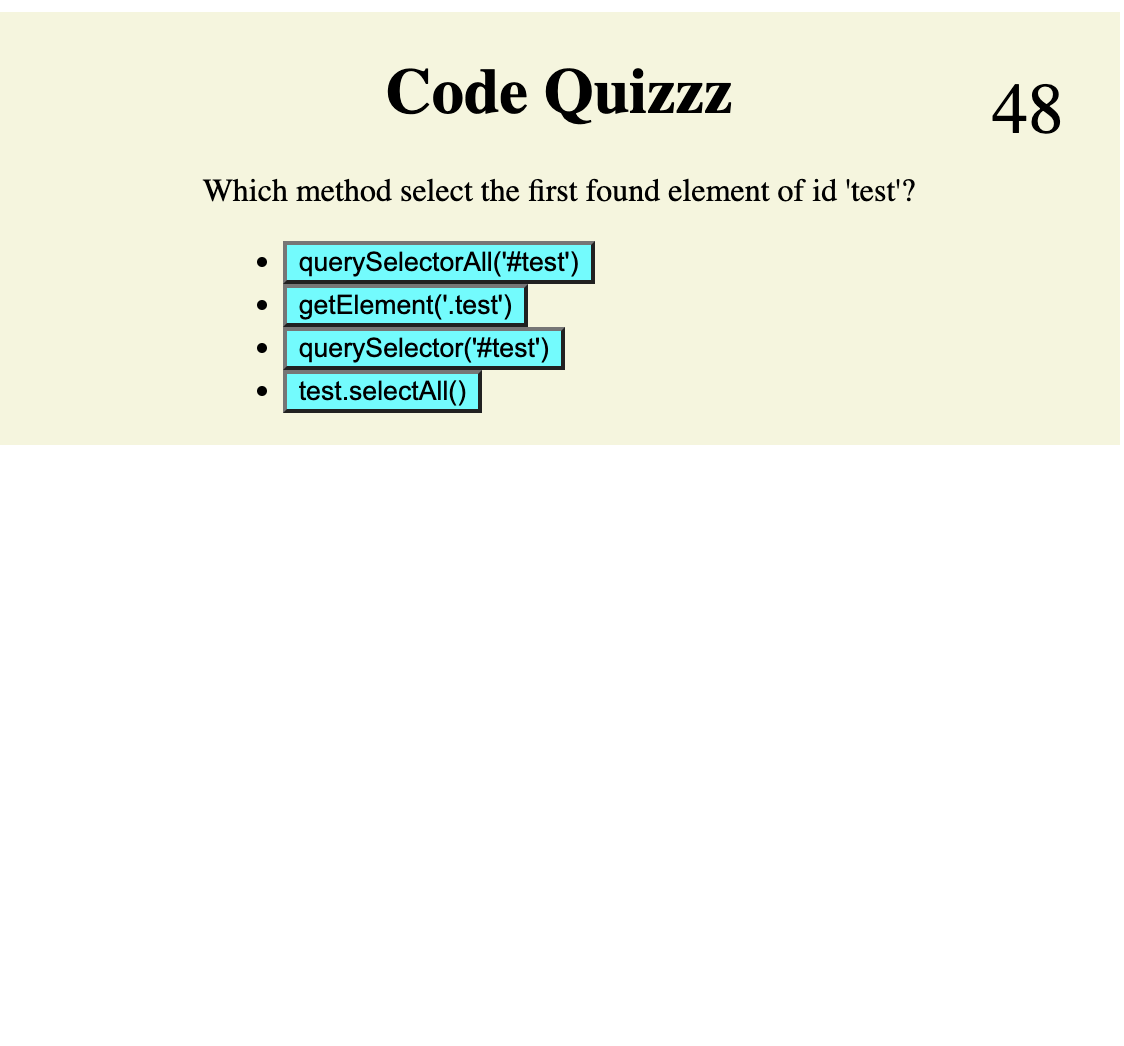 Code Quizzz
48
Which method select the first found element of id 'test'?
querySelectorAll('#test')
getElement('.test')
querySelector('#test')
test.selectAll()